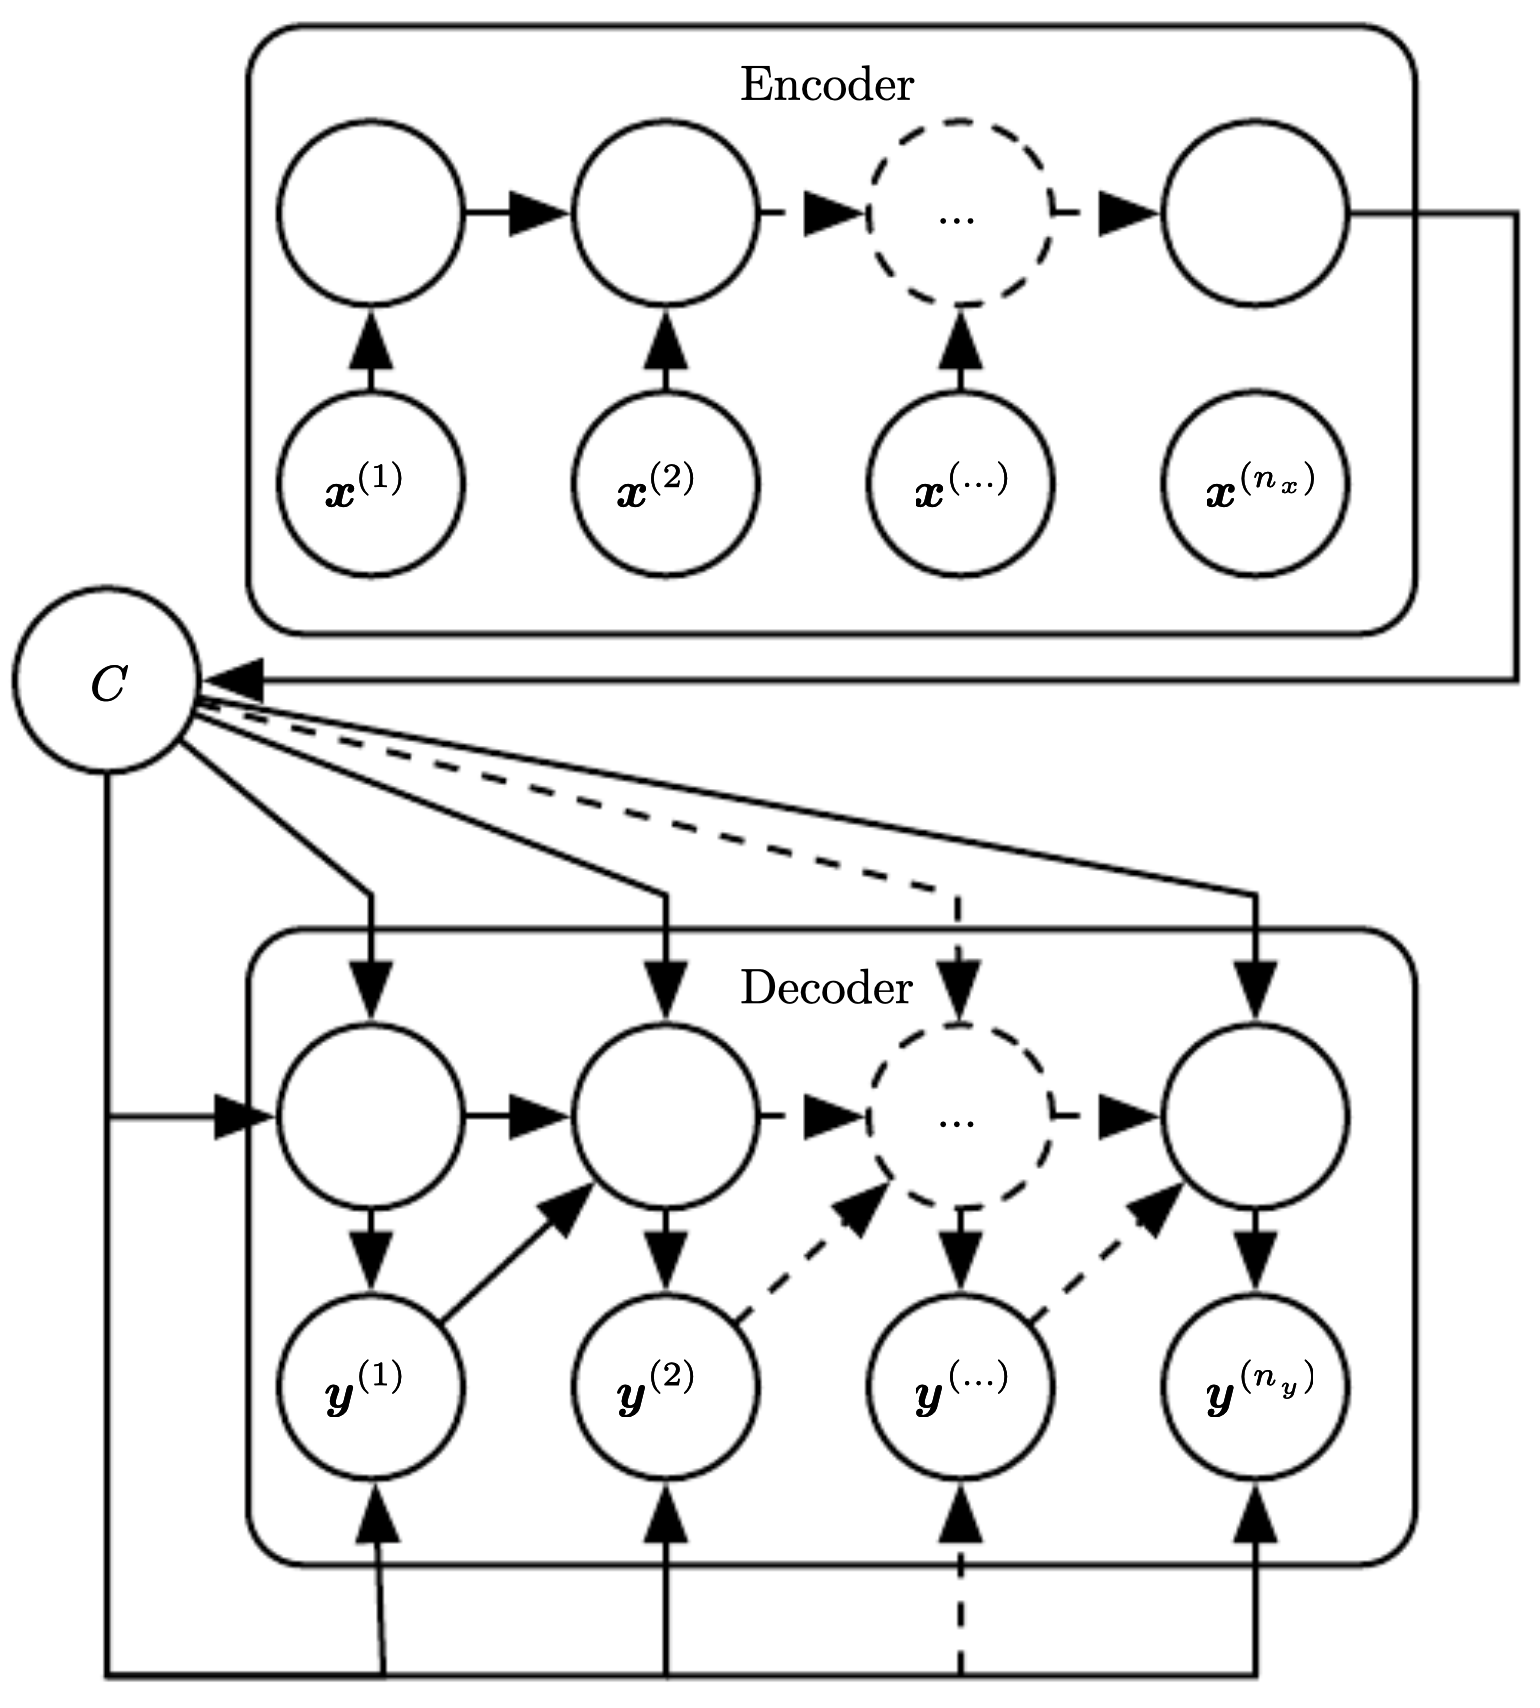 Encoder
...
x^(1) x^(2) x^(...) x^(n_x)
C
Decoder
...
y^(1) y^(2) y^(...) y^(n_y)